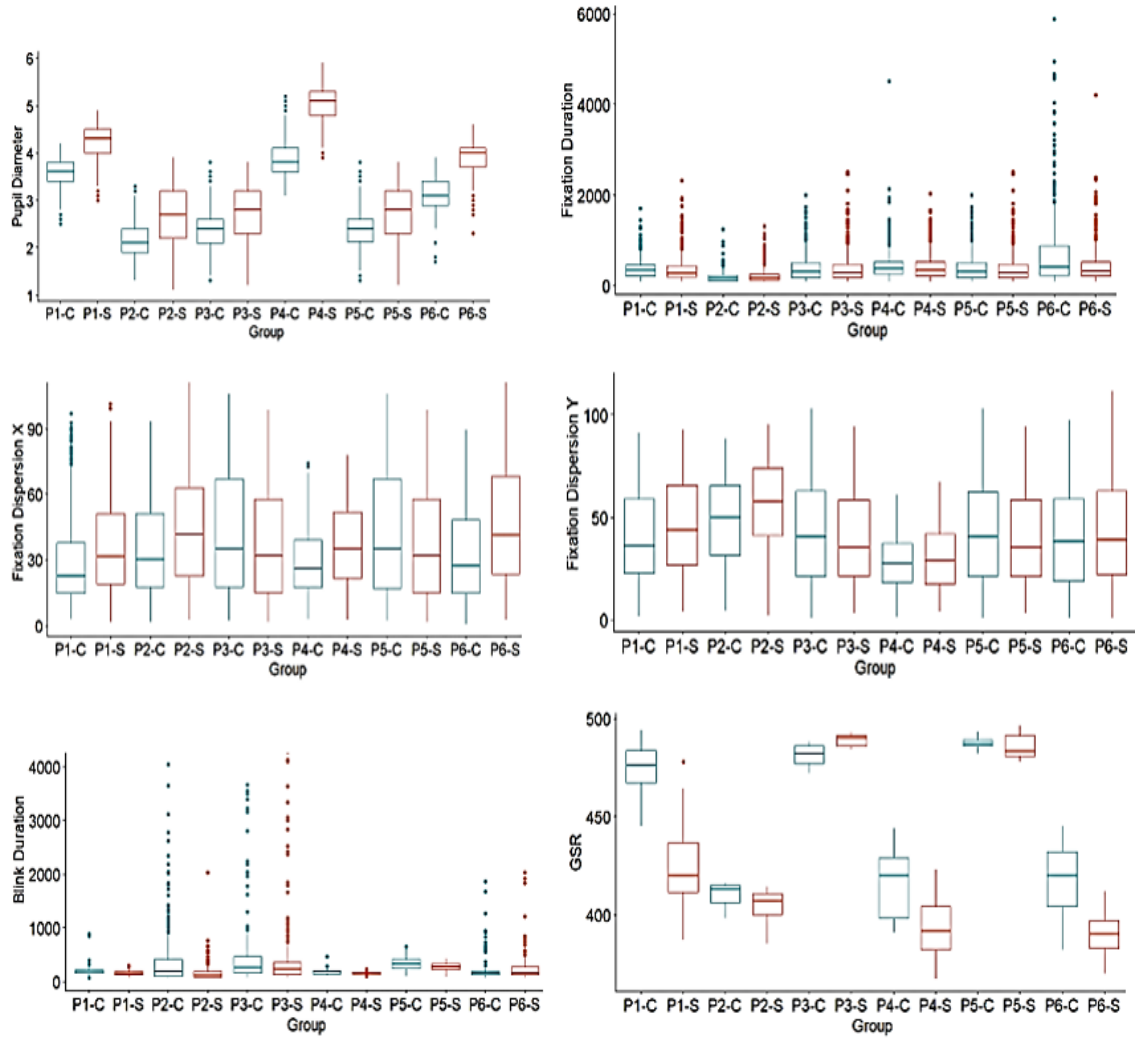 Pupil Diameter
6
5
4
3
2
1
P1-C P1-S P2-C P2-S P3-C P3-S P4-C P4-S P5-C P5-S P6-C P6-S
Group
Fixation Duration
6000
4000
2000
0
P1-C P1-S P2-C P2-S P3-C P3-S P4-C P4-S P5-C P5-S P6-C P6-S
Group
Fixation Dispersion X
90
60
30
0
P1-C P1-S P2-C P2-S P3-C P3-S P4-C P4-S P5-C P5-S P6-C P6-S
Group
Fixation Dispersion Y
100
50
0
P1-C P1-S P2-C P2-S P3-C P3-S P4-C P4-S P5-C P5-S P6-C P6-S
Group
Blink Duration
4000
3000
2000
1000
0
P1-C P1-S P2-C P2-S P3-C P3-S P4-C P4-S P5-C P5-S P6-C P6-S
Group
GSR
500
450
400
P1-C P1-S P2-C P2-S P3-C P3-S P4-C P4-S P5-C P5-S P6-C P6-S
Group